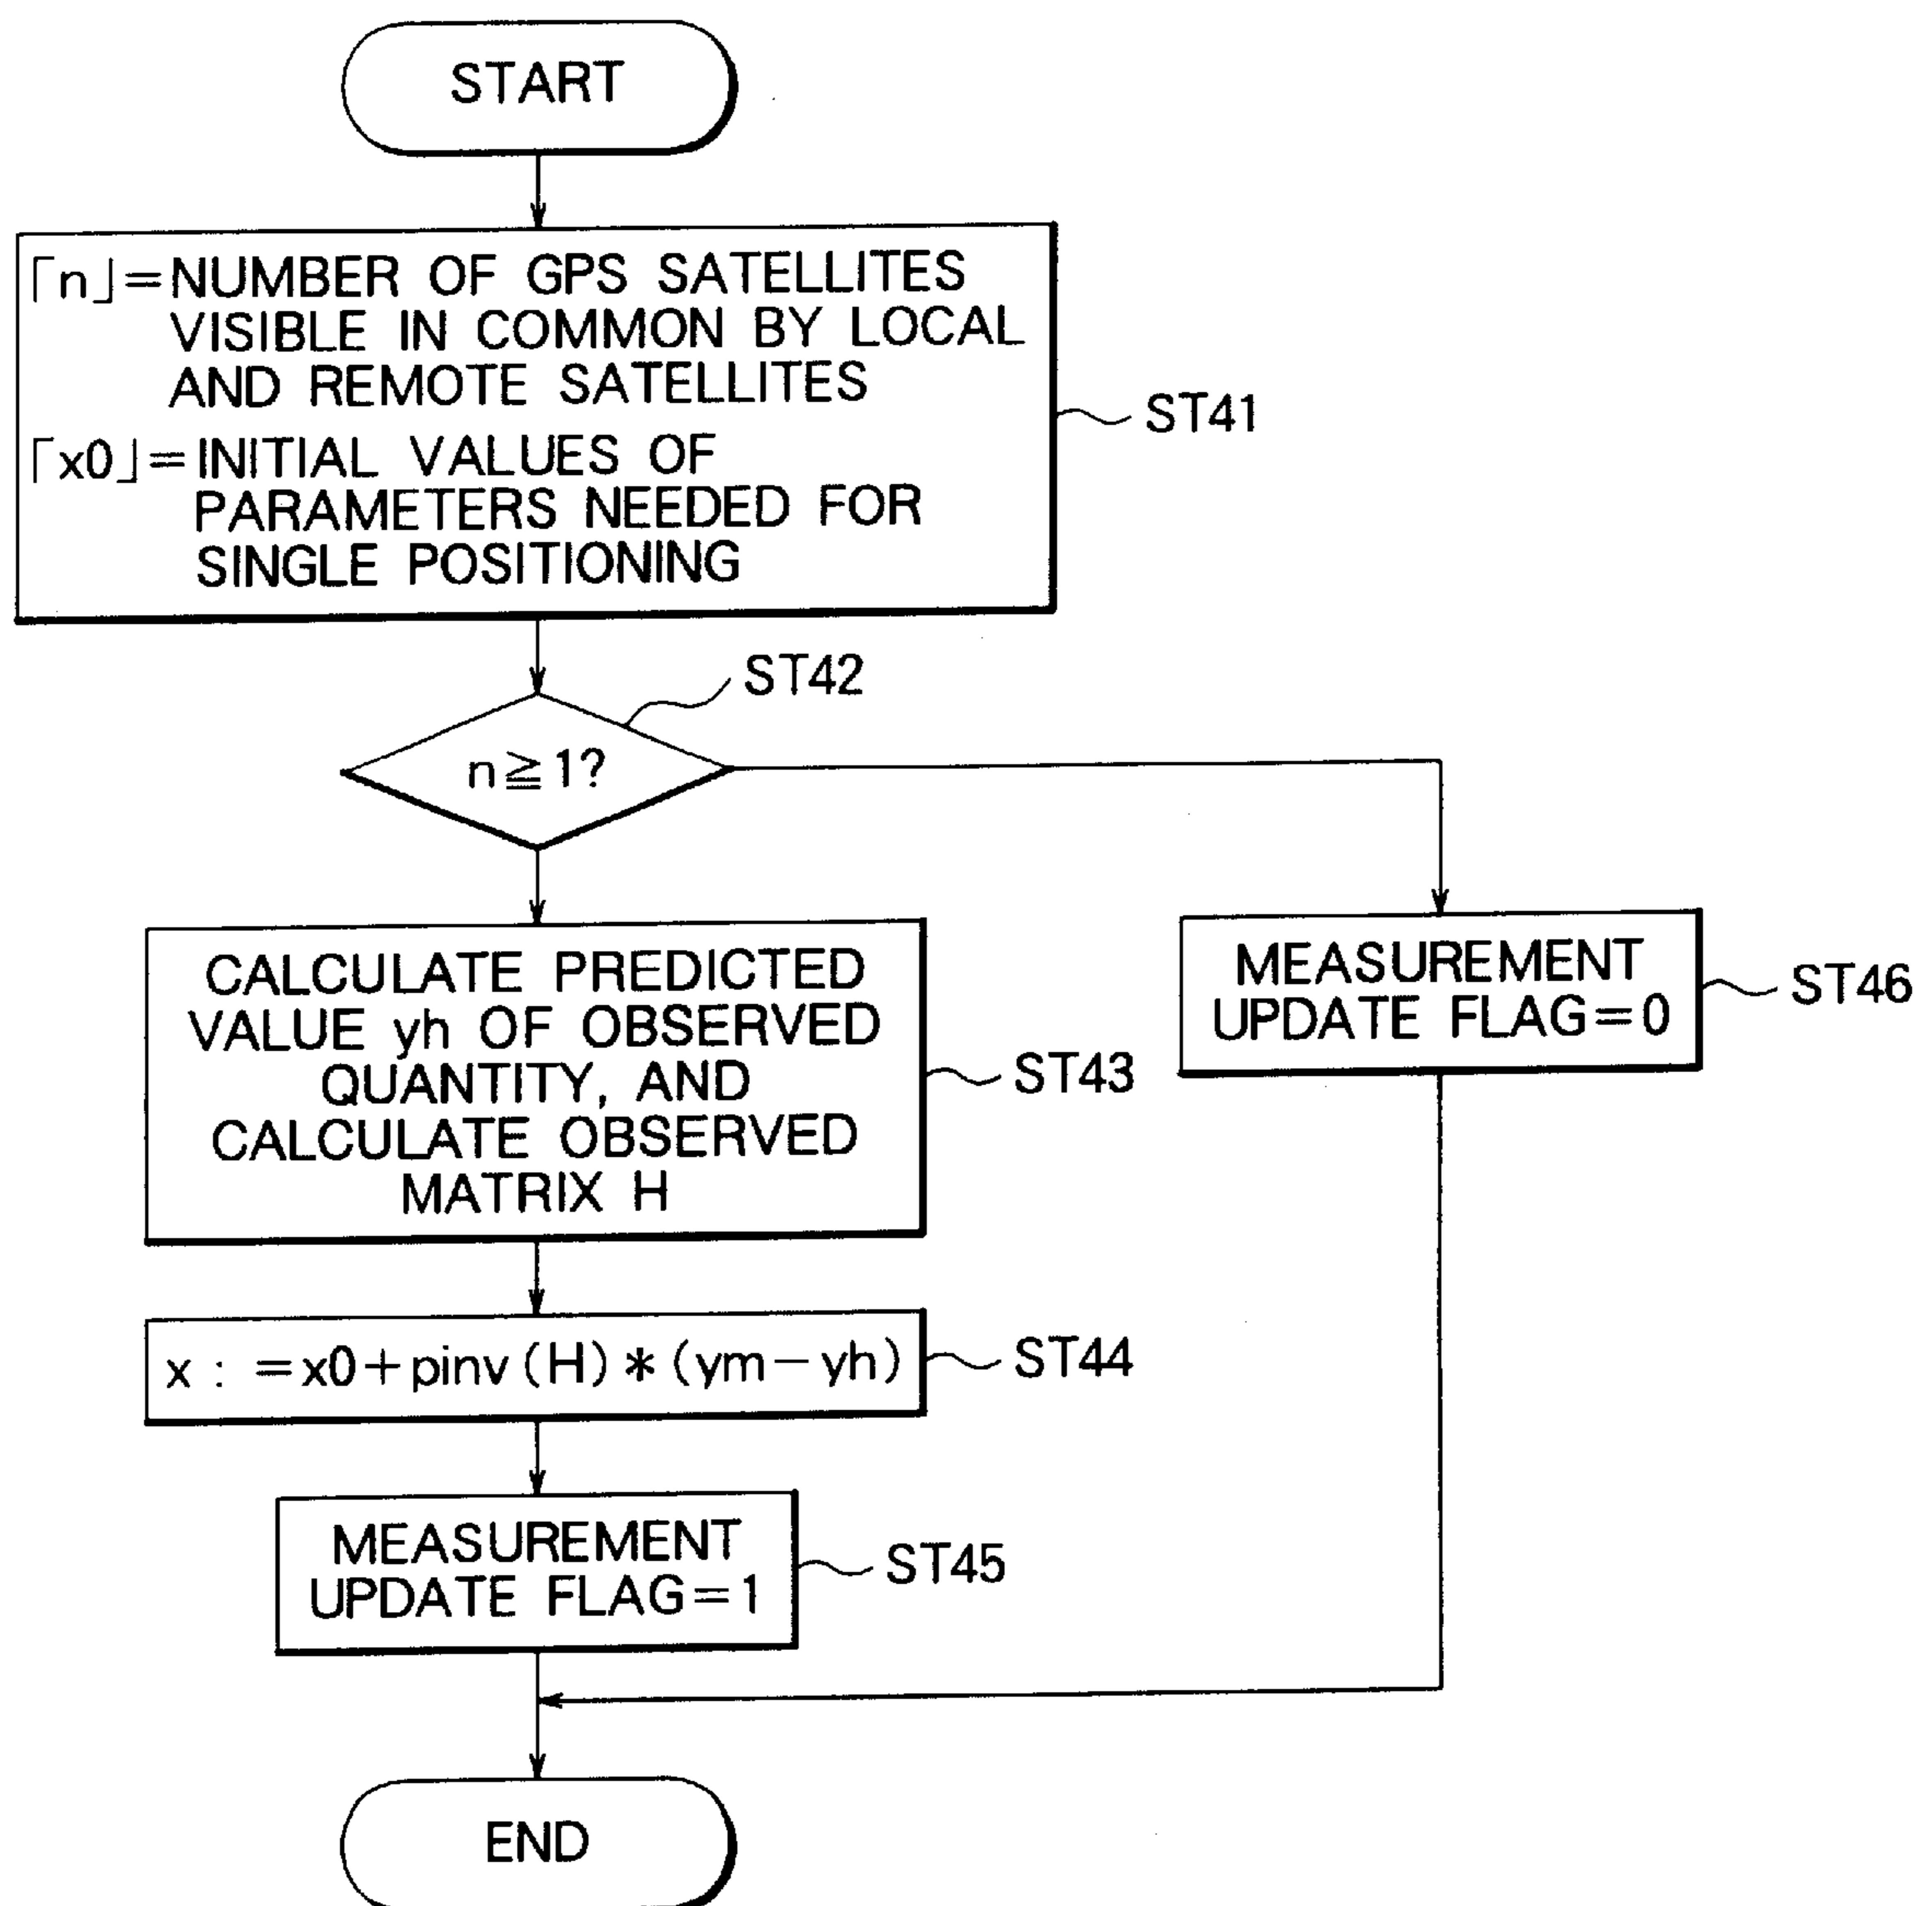 START
「n」=NUMBER OF GPS SATELLITES
VISIBLE IN COMMON BY LOCAL
AND REMOTE SATELLITES
「x0」=INITIAL VALUES OF
PARAMETERS NEEDED FOR
SINGLE POSITIONING
ST41
ST42
n≧1?
CALCULATE PREDICTED
VALUE yh OF OBSERVED
QUANTITY, AND
CALCULATE OBSERVED
MATRIX H
ST43
MEASUREMENT
UPDATE FLAG=0
ST46
x : =x0+pinv(H)*(ym-yh)
ST44
MEASUREMENT
UPDATE FLAG=1
ST45
END